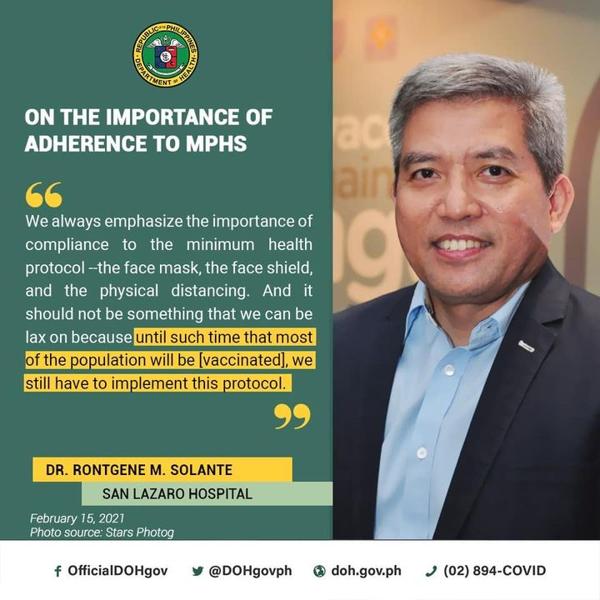 REPUBLIC OF THE PHILIPPINES
DEPARTMENT OF HEALTH
ON THE IMPORTANCE OF
ADHERENCE TO MPHS
“
We always emphasize the importance of
compliance to the minimum health
protocol --the face mask, the face shield,
and the physical distancing. And it
should not be something that we can be
lax on because until such time that most
of the population will be [vaccinated], we
still have to implement this protocol.
”
DR. RONTGENE M. SOLANTE
SAN LAZARO HOSPITAL
February 15, 2021
Photo source: Stars Photog
OfficialDOHgov @DOHgovph doh.gov.ph (02) 894-COVID